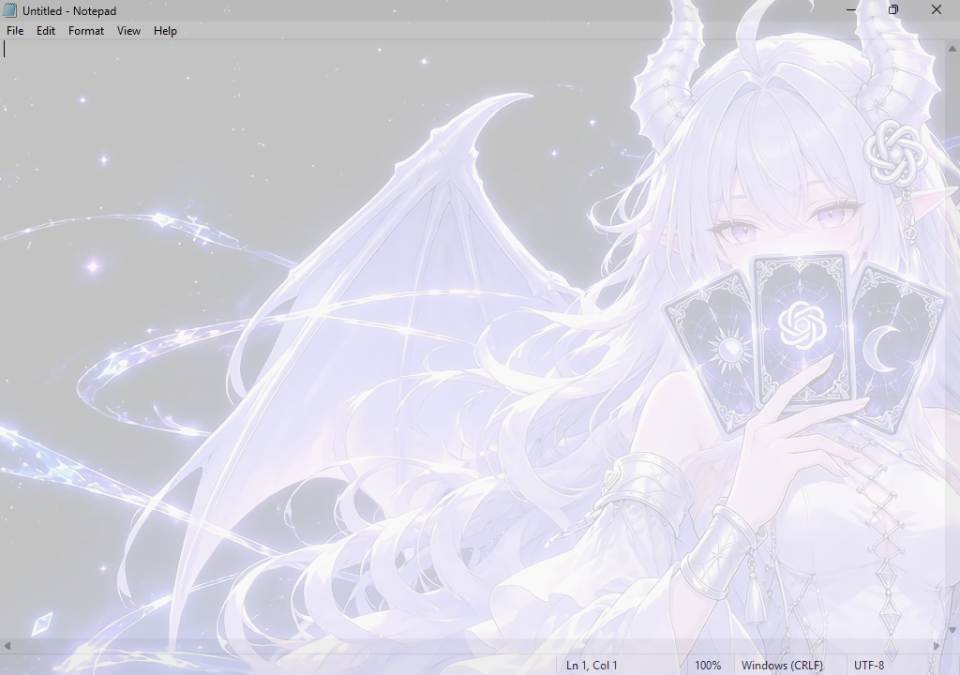 Untitled - Notepad
File Edit Format View Help
Ln 1, Col 1 100% Windows (CRLF) UTF-8